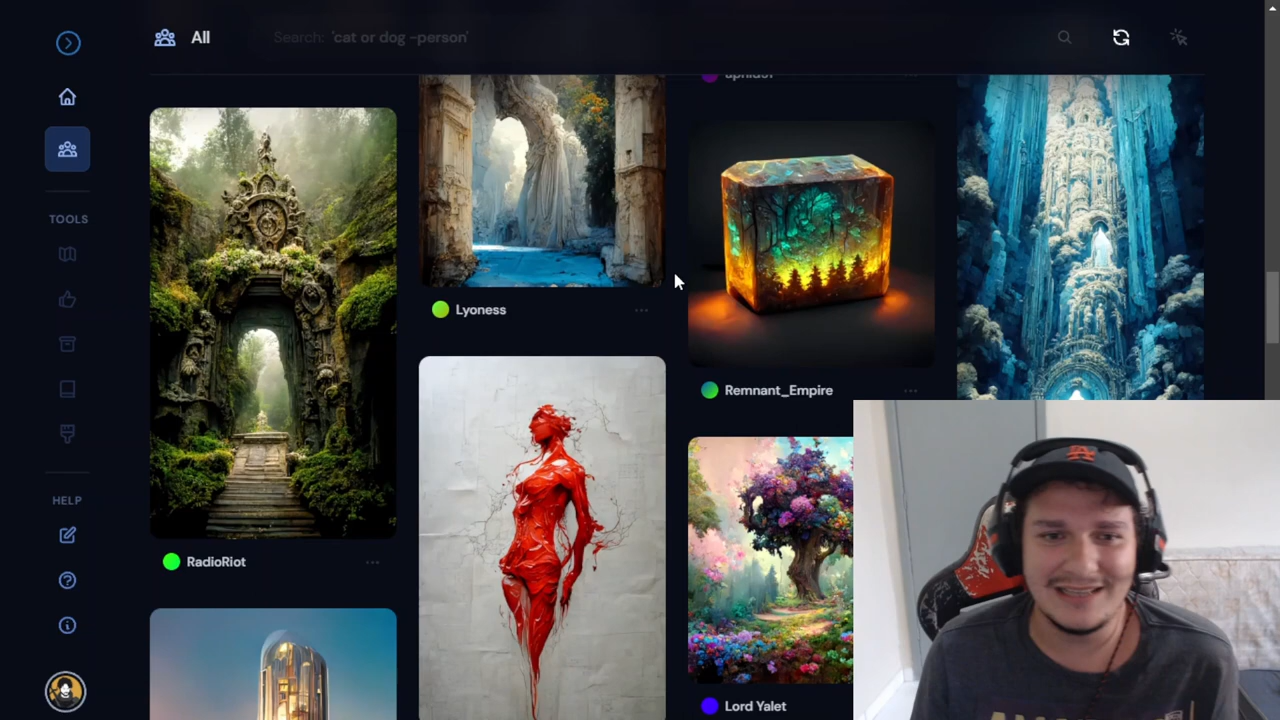 All
Search: 'cat or dog -person'
TOOLS
HELP
Lyoness
Remnant_Empire
RadioRiot
Lord Yalet